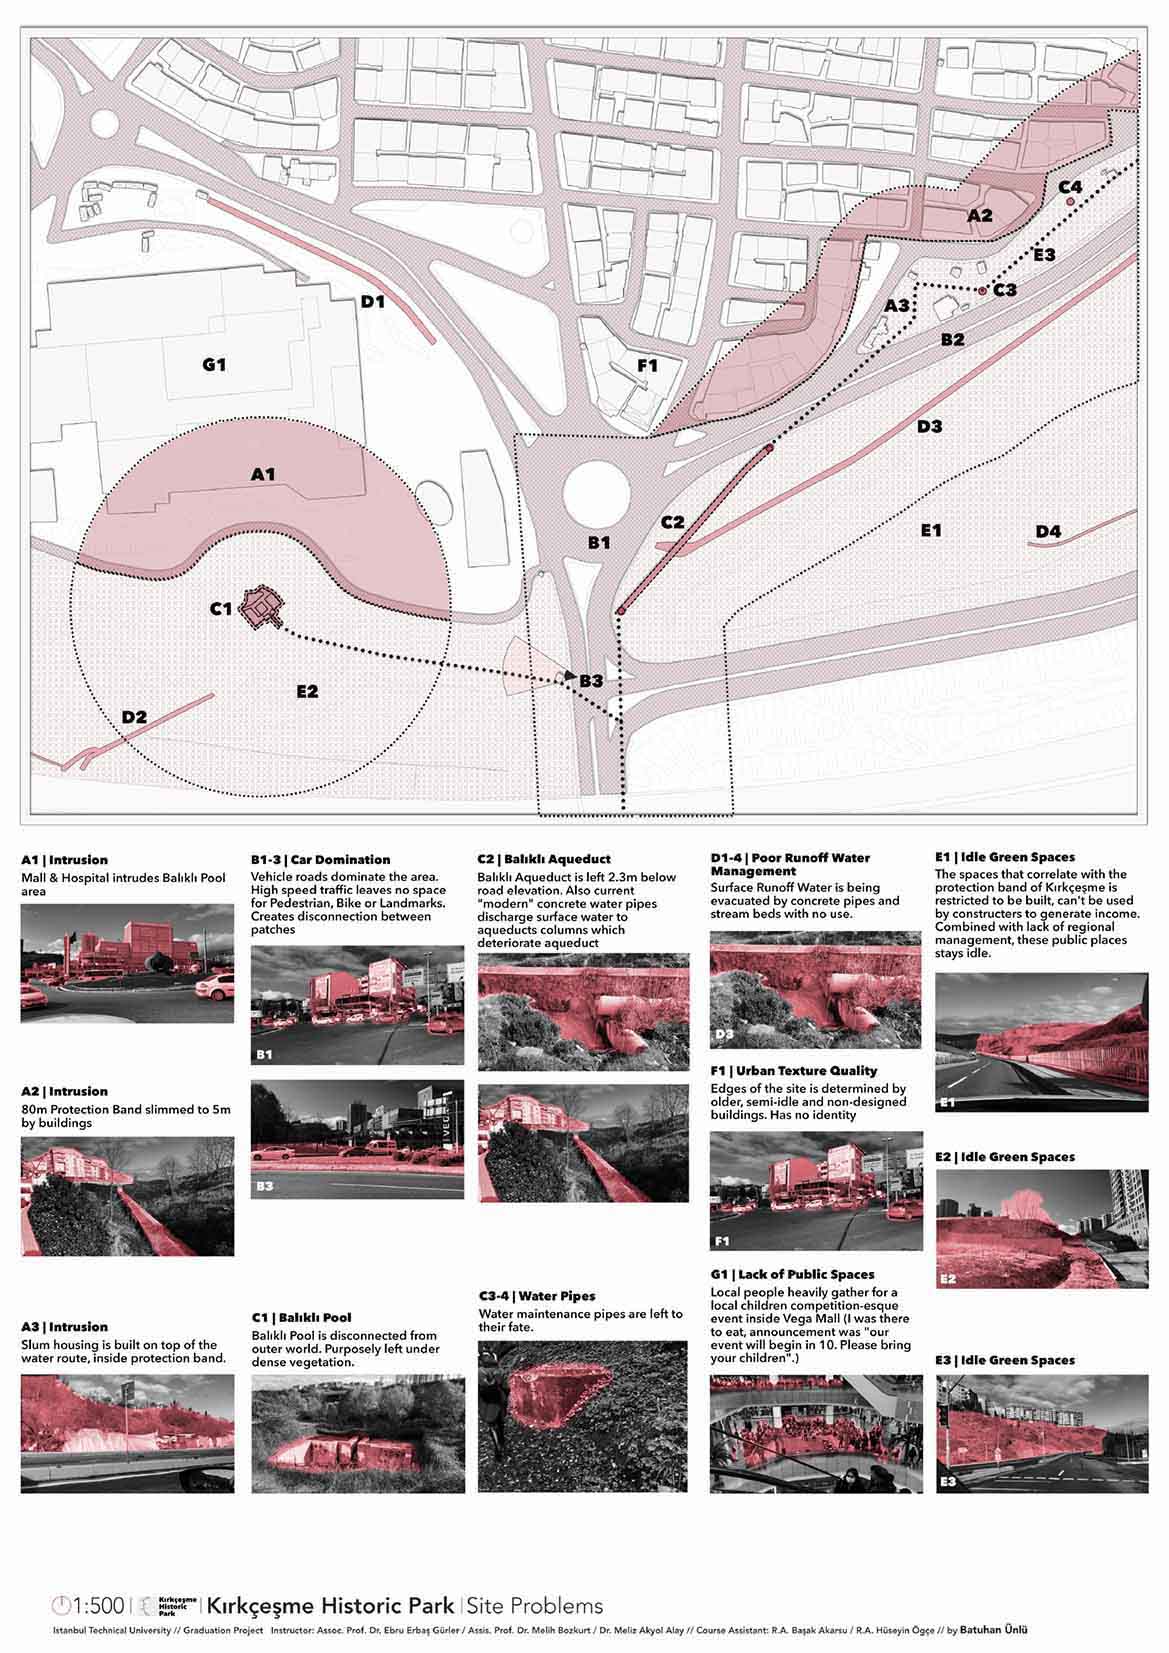 G1
D1
A1
C1
E2
D2
F1
B1
B3
C2
A2
A3
B2
C3
C4
E3
D3
E1
D4
A1 | Intrusion
Mall & Hospital intrudes Balıklı Pool
area
A2 | Intrusion
80m Protection Band slimmed to 5m
by buildings
A3 | Intrusion
Slum housing is built on top of the
water route, inside protection band.
B1-3 | Car Domination
Vehicle roads dominate the area.
High speed traffic leaves no space
for Pedestrian, Bike or Landmarks.
Creates disconnection between
patches
B1
B3
C1 | Balıklı Pool
Balıklı Pool is disconnected from
outer world. Purposely left under
dense vegetation.
C2 | Balıklı Aqueduct
Balıklı Aqueduct is left 2.3m below
road elevation. Also current
"modern" concrete water pipes
discharge surface water to
aqueducts columns which
deteriorate aqueduct
C3-4 | Water Pipes
Water maintenance pipes are left to
their fate.
D1-4 | Poor Runoff Water
Management
Surface Runoff Water is being
evacuated by concrete pipes and
stream beds with no use.
D3
F1 | Urban Texture Quality
Edges of the site is determined by
older, semi-idle and non-designed
buildings. Has no identity
F1
G1 | Lack of Public Spaces
Local people heavily gather for a
local children competition-esque
event inside Vega Mall (I was there
to eat, announcement was "our
event will begin in 10. Please bring
your children".)
E1 | Idle Green Spaces
The spaces that correlate with the
protection band of Kırkçeşme is
restricted to be built, can't be used
by constructers to generate income.
Combined with lack of regional
management, these public places
stays idle.
E1
E2 | Idle Green Spaces
E2
E3 | Idle Green Spaces
E3
1:500 | Kırkçeşme Historic Park | Kırkçeşme Historic Park | Site Problems
Istanbul Technical University // Graduation Project Instructor: Assoc. Prof. Dr. Ebru Erbaş Gürler / Assis. Prof. Dr. Melih Bozkurt / Dr. Meliz Akyol Alay // Course Assistant: R.A. Başak Akarsu / R.A. Hüseyin Ögçe // by Batuhan Ünlü